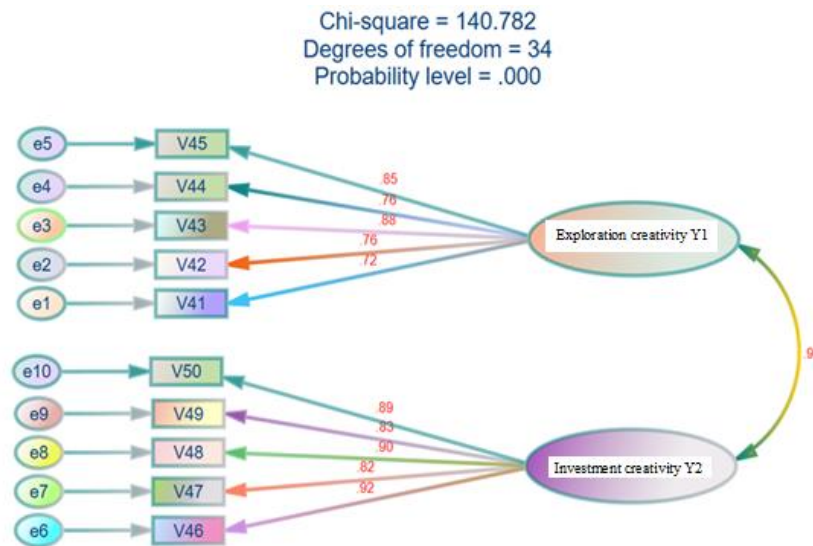 Chi-square = 140.782
Degrees of freedom = 34
Probability level = .000
e5 V45
.85
e4 V44
.76
e3 V43
.88
Exploration creativity Y1
e2 V42
.76
e1 V41
.72
.9
e10 V50
.89
e9 V49
.83
e8 V48
.90
Investment creativity Y2
e7 V47
.82
e6 V46
.92